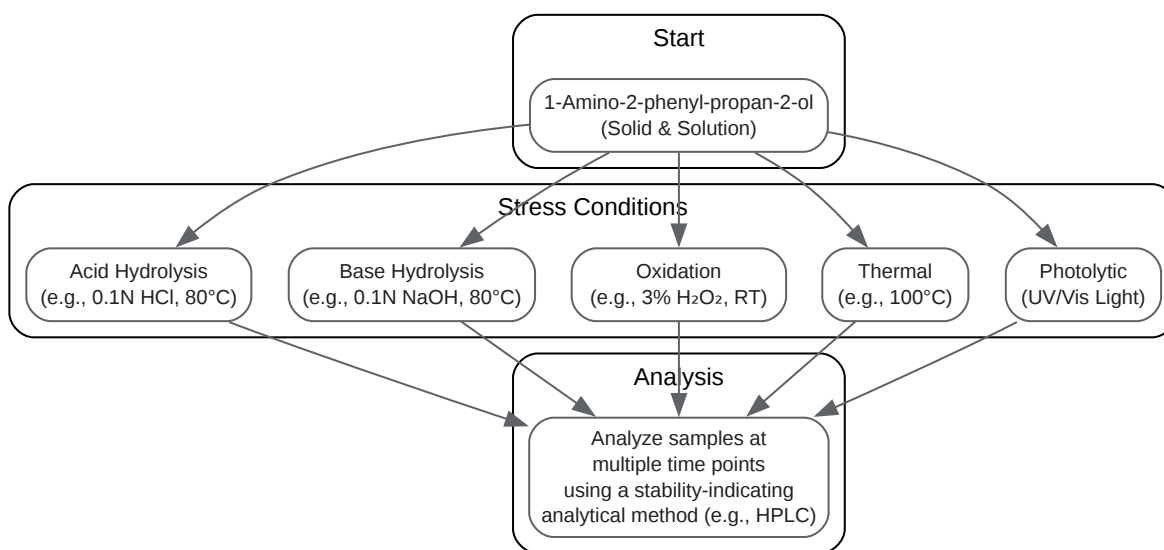 Start
1-Amino-2-phenyl-propan-2-ol
(Solid & Solution)
Stress Conditions
Acid Hydrolysis
(e.g., 0.1N HCl, 80°C)
Base Hydrolysis
(e.g., 0.1N NaOH, 80°C)
Oxidation
(e.g., 3% H₂O₂, RT)
Thermal
(e.g., 100°C)
Photolytic
(UV/Vis Light)
Analysis
Analyze samples at
multiple time points
using a stability-indicating
analytical method (e.g., HPLC)